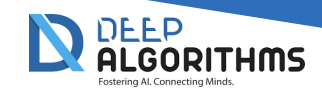 DEEP
ALGORITHMS
Fostering AI. Connecting Minds.